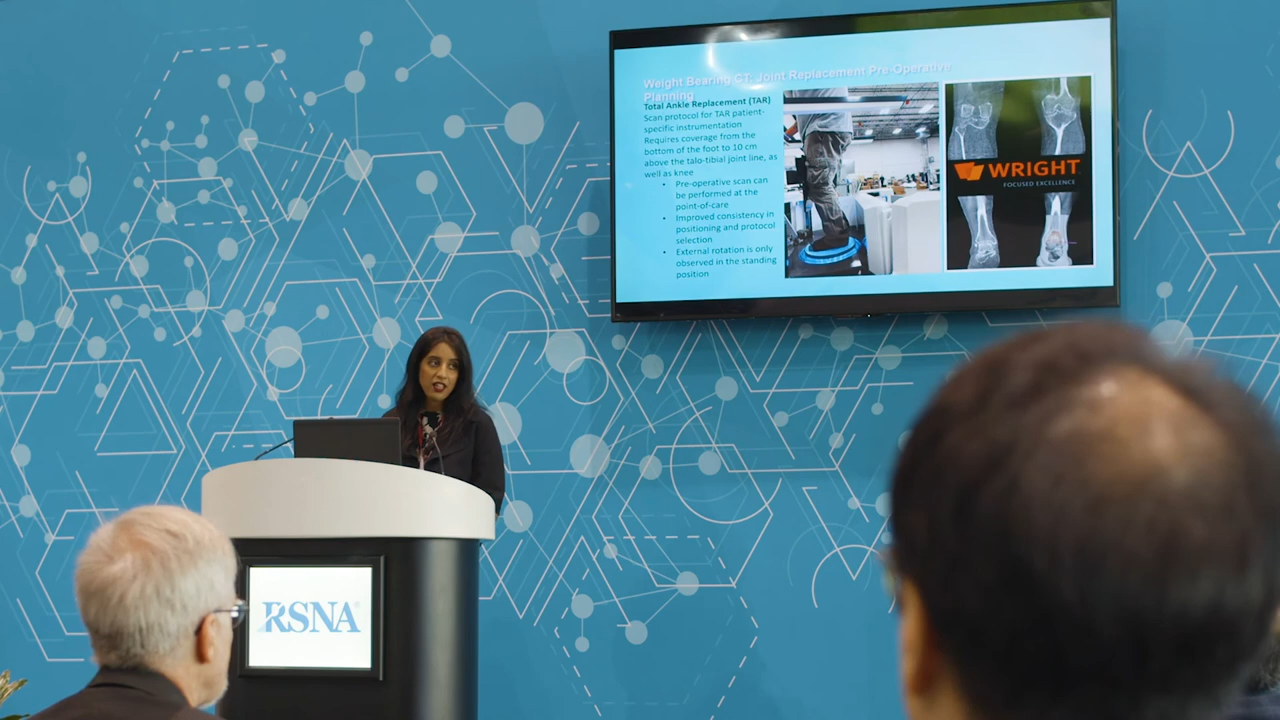 Weight Bearing CT: Joint Replacement Pre-Operative
Planning
Total Ankle Replacement (TAR)
Scan protocol for TAR patient-
specific instrumentation
Requires coverage from the
bottom of the foot to 10 cm
above the talo-tibial joint line, as
well as knee
• Pre-operative scan can
be performed at the
point-of-care
• Improved consistency in
positioning and protocol
selection
• External rotation is only
observed in the standing
position
WRIGHT
FOCUSED EXCELLENCE
RSNA